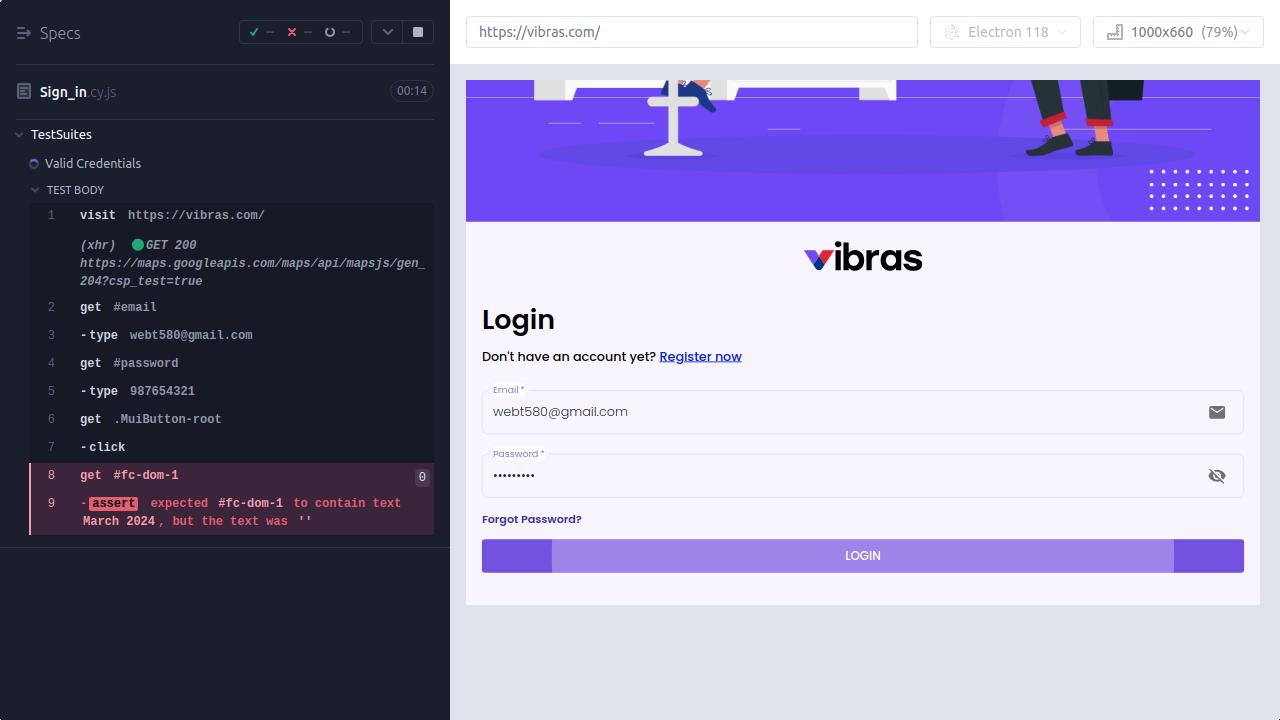 Specs
-- -- --
Sign_in.cy.js 00:14
TestSuites
Valid Credentials
TEST BODY
1 visit https://vibras.com/
(xhr) GET 200
https://maps.googleapis.com/maps/api/mapsjs/gen_
204?csp_test=true
2 get #email
3 -type webt580@gmail.com
4 get #password
5 -type 987654321
6 get .MuiButton-root
7 -click
8 get #fc-dom-1 0
9 -assert expected #fc-dom-1 to contain text
March 2024, but the text was ''
https://vibras.com/
Electron 118
1000x660 (79%)
vibras
Login
Don't have an account yet? Register now
Email *
webt580@gmail.com
Password *
•••••••••
Forgot Password?
LOGIN